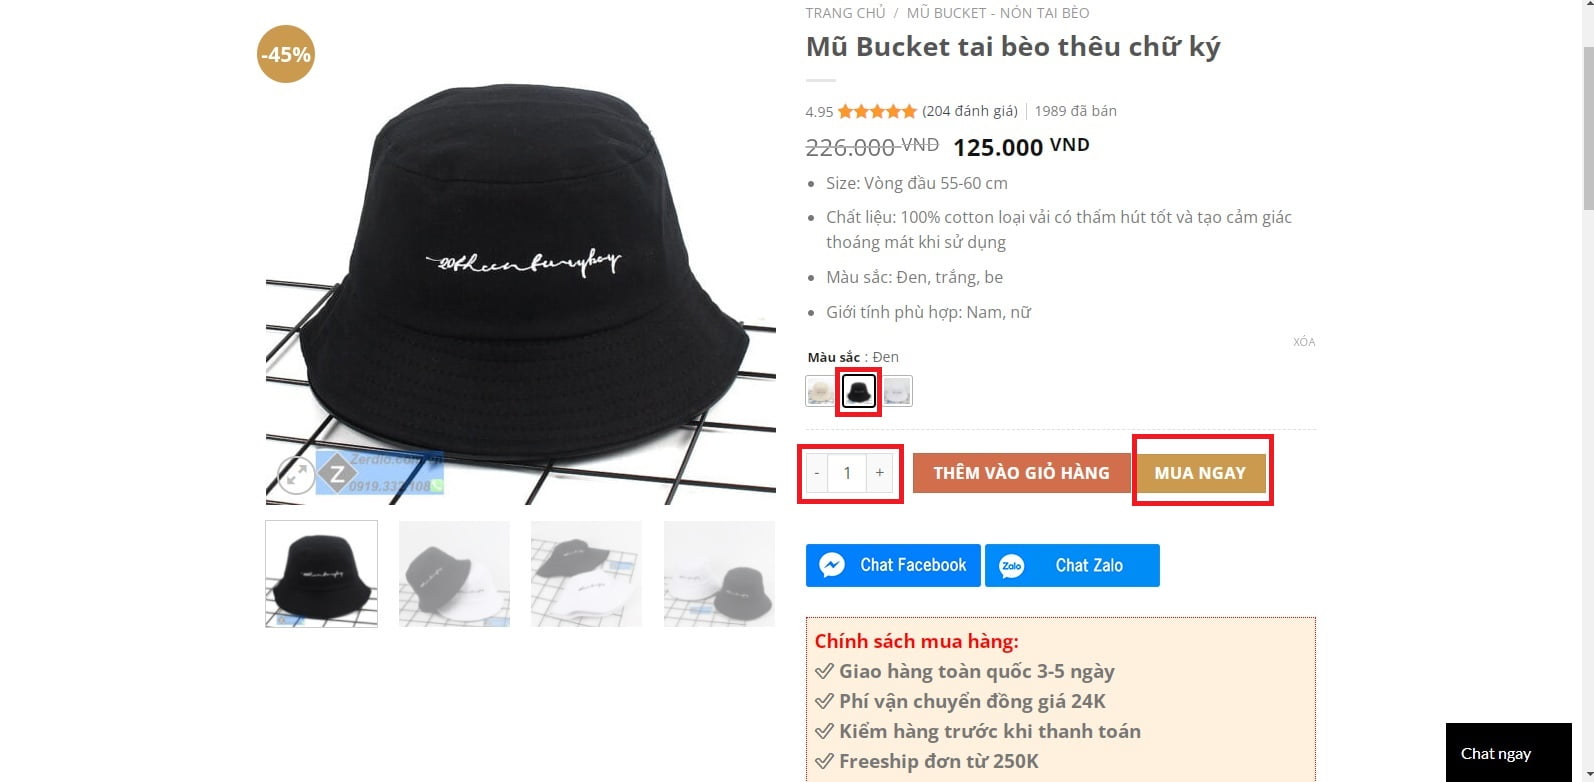 TRANG CHỦ / MŨ BUCKET - NÓN TAI BÈO
-45%
Mũ Bucket tai bèo thêu chữ ký
4.95 (204 đánh giá) 1989 đã bán
226.000 VND 125.000 VND
Size: Vòng đầu 55-60 cm
Chất liệu: 100% cotton loại vải có thấm hút tốt và tạo cảm giác
thoáng mát khi sử dụng
Màu sắc: Đen, trắng, be
Giới tính phù hợp: Nam, nữ
XÓA
Màu sắc : Đen
- 1 +
THÊM VÀO GIỎ HÀNG
MUA NGAY
Z
Chat Facebook
Zalo
Chat Zalo
Chính sách mua hàng:
Giao hàng toàn quốc 3-5 ngày
Phí vận chuyển đồng giá 24K
Kiểm hàng trước khi thanh toán
Freeship đơn từ 250K
Chat ngay